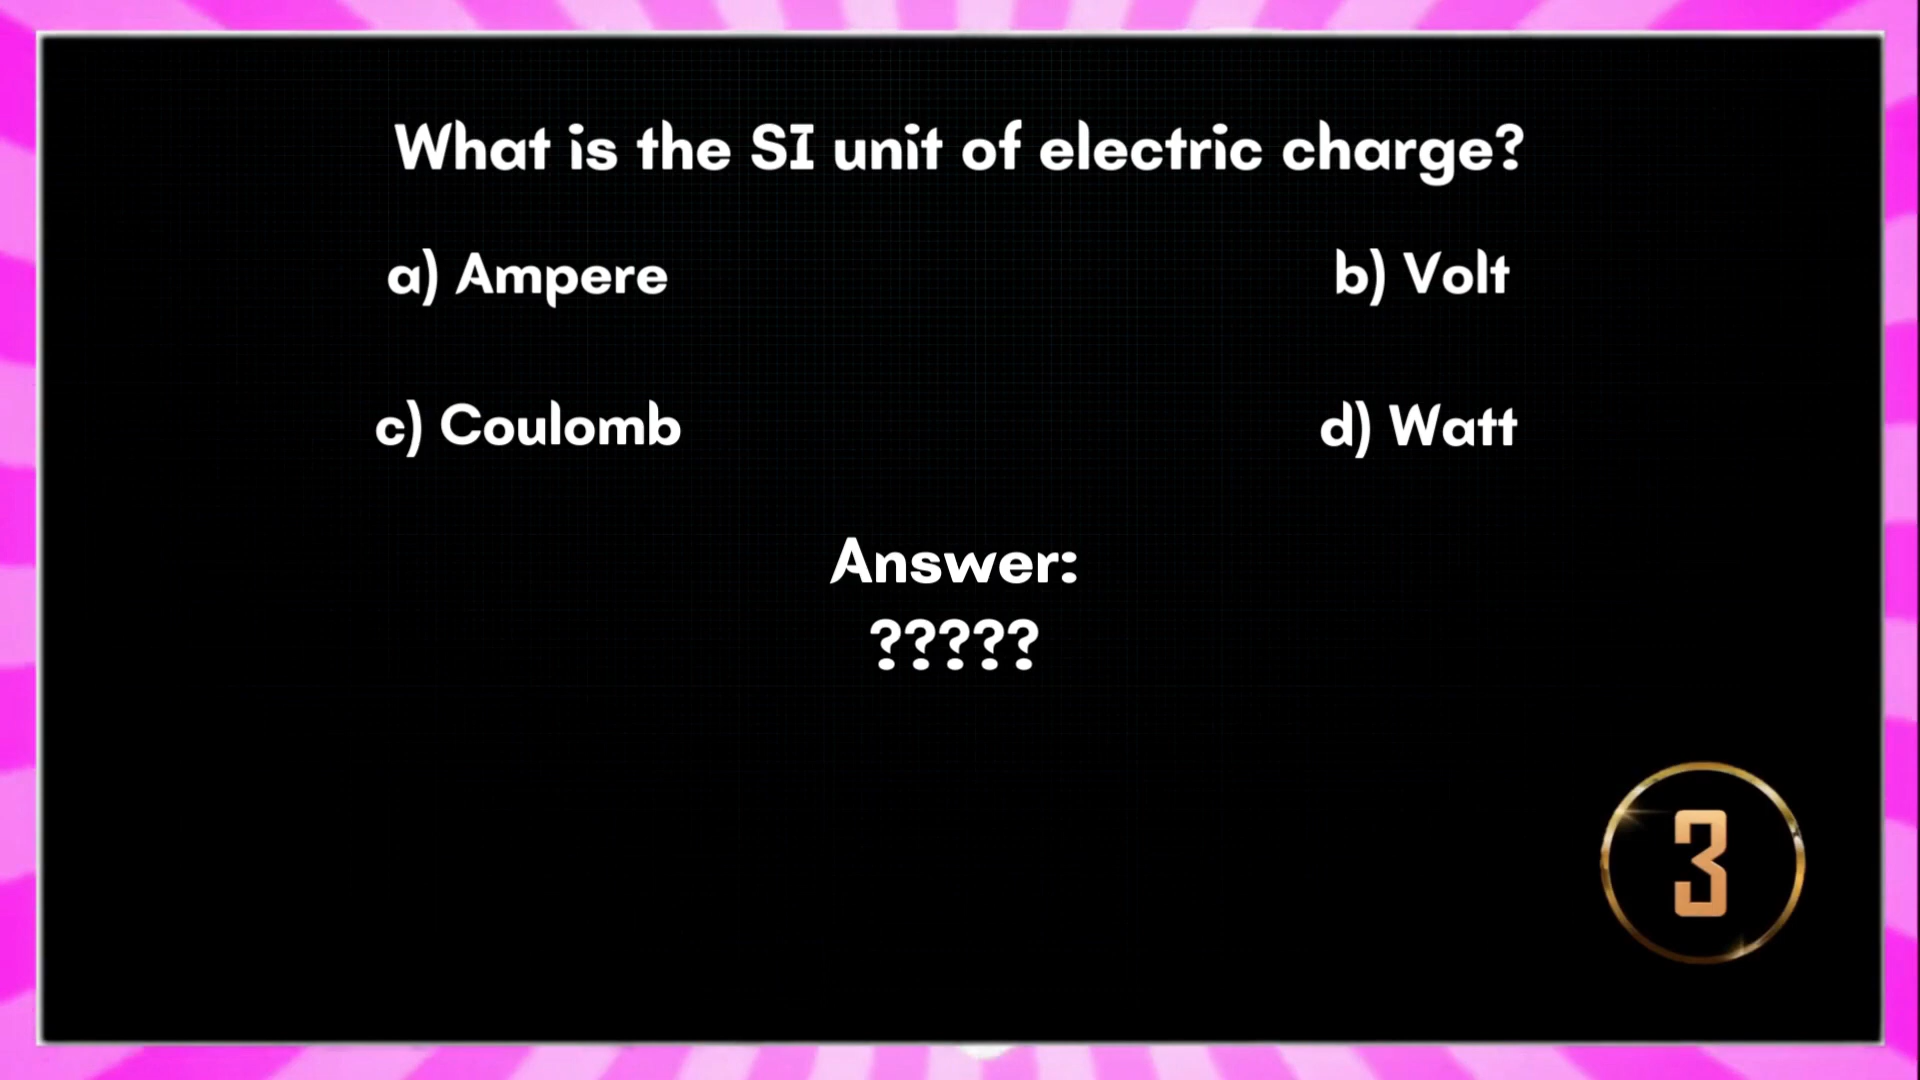 What is the SI unit of electric charge?
a) Ampere b) Volt
c) Coulomb d) Watt
Answer:
?????
3